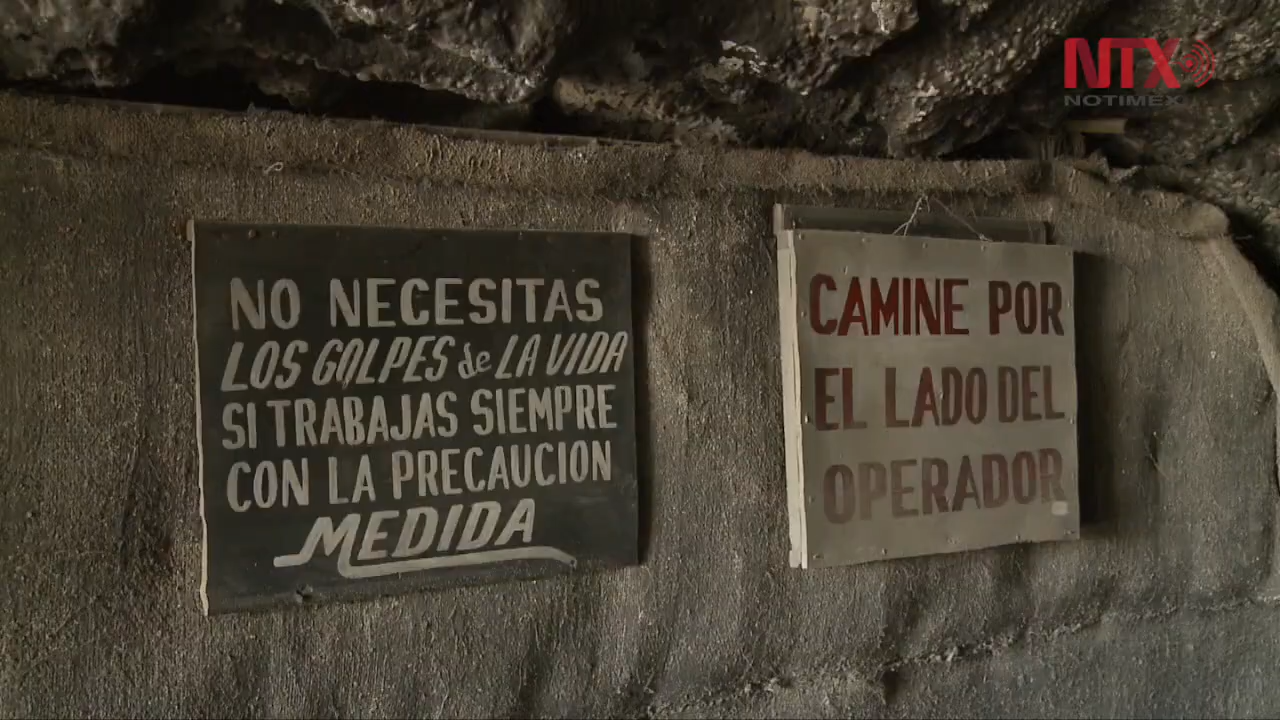 NTX
NOTIMEX
NO NECESITAS
LOS GOLPES de LA VIDA
SI TRABAJAS SIEMPRE
CON LA PRECAUCION
MEDIDA
CAMINE POR
EL LADO DEL
OPERADOR